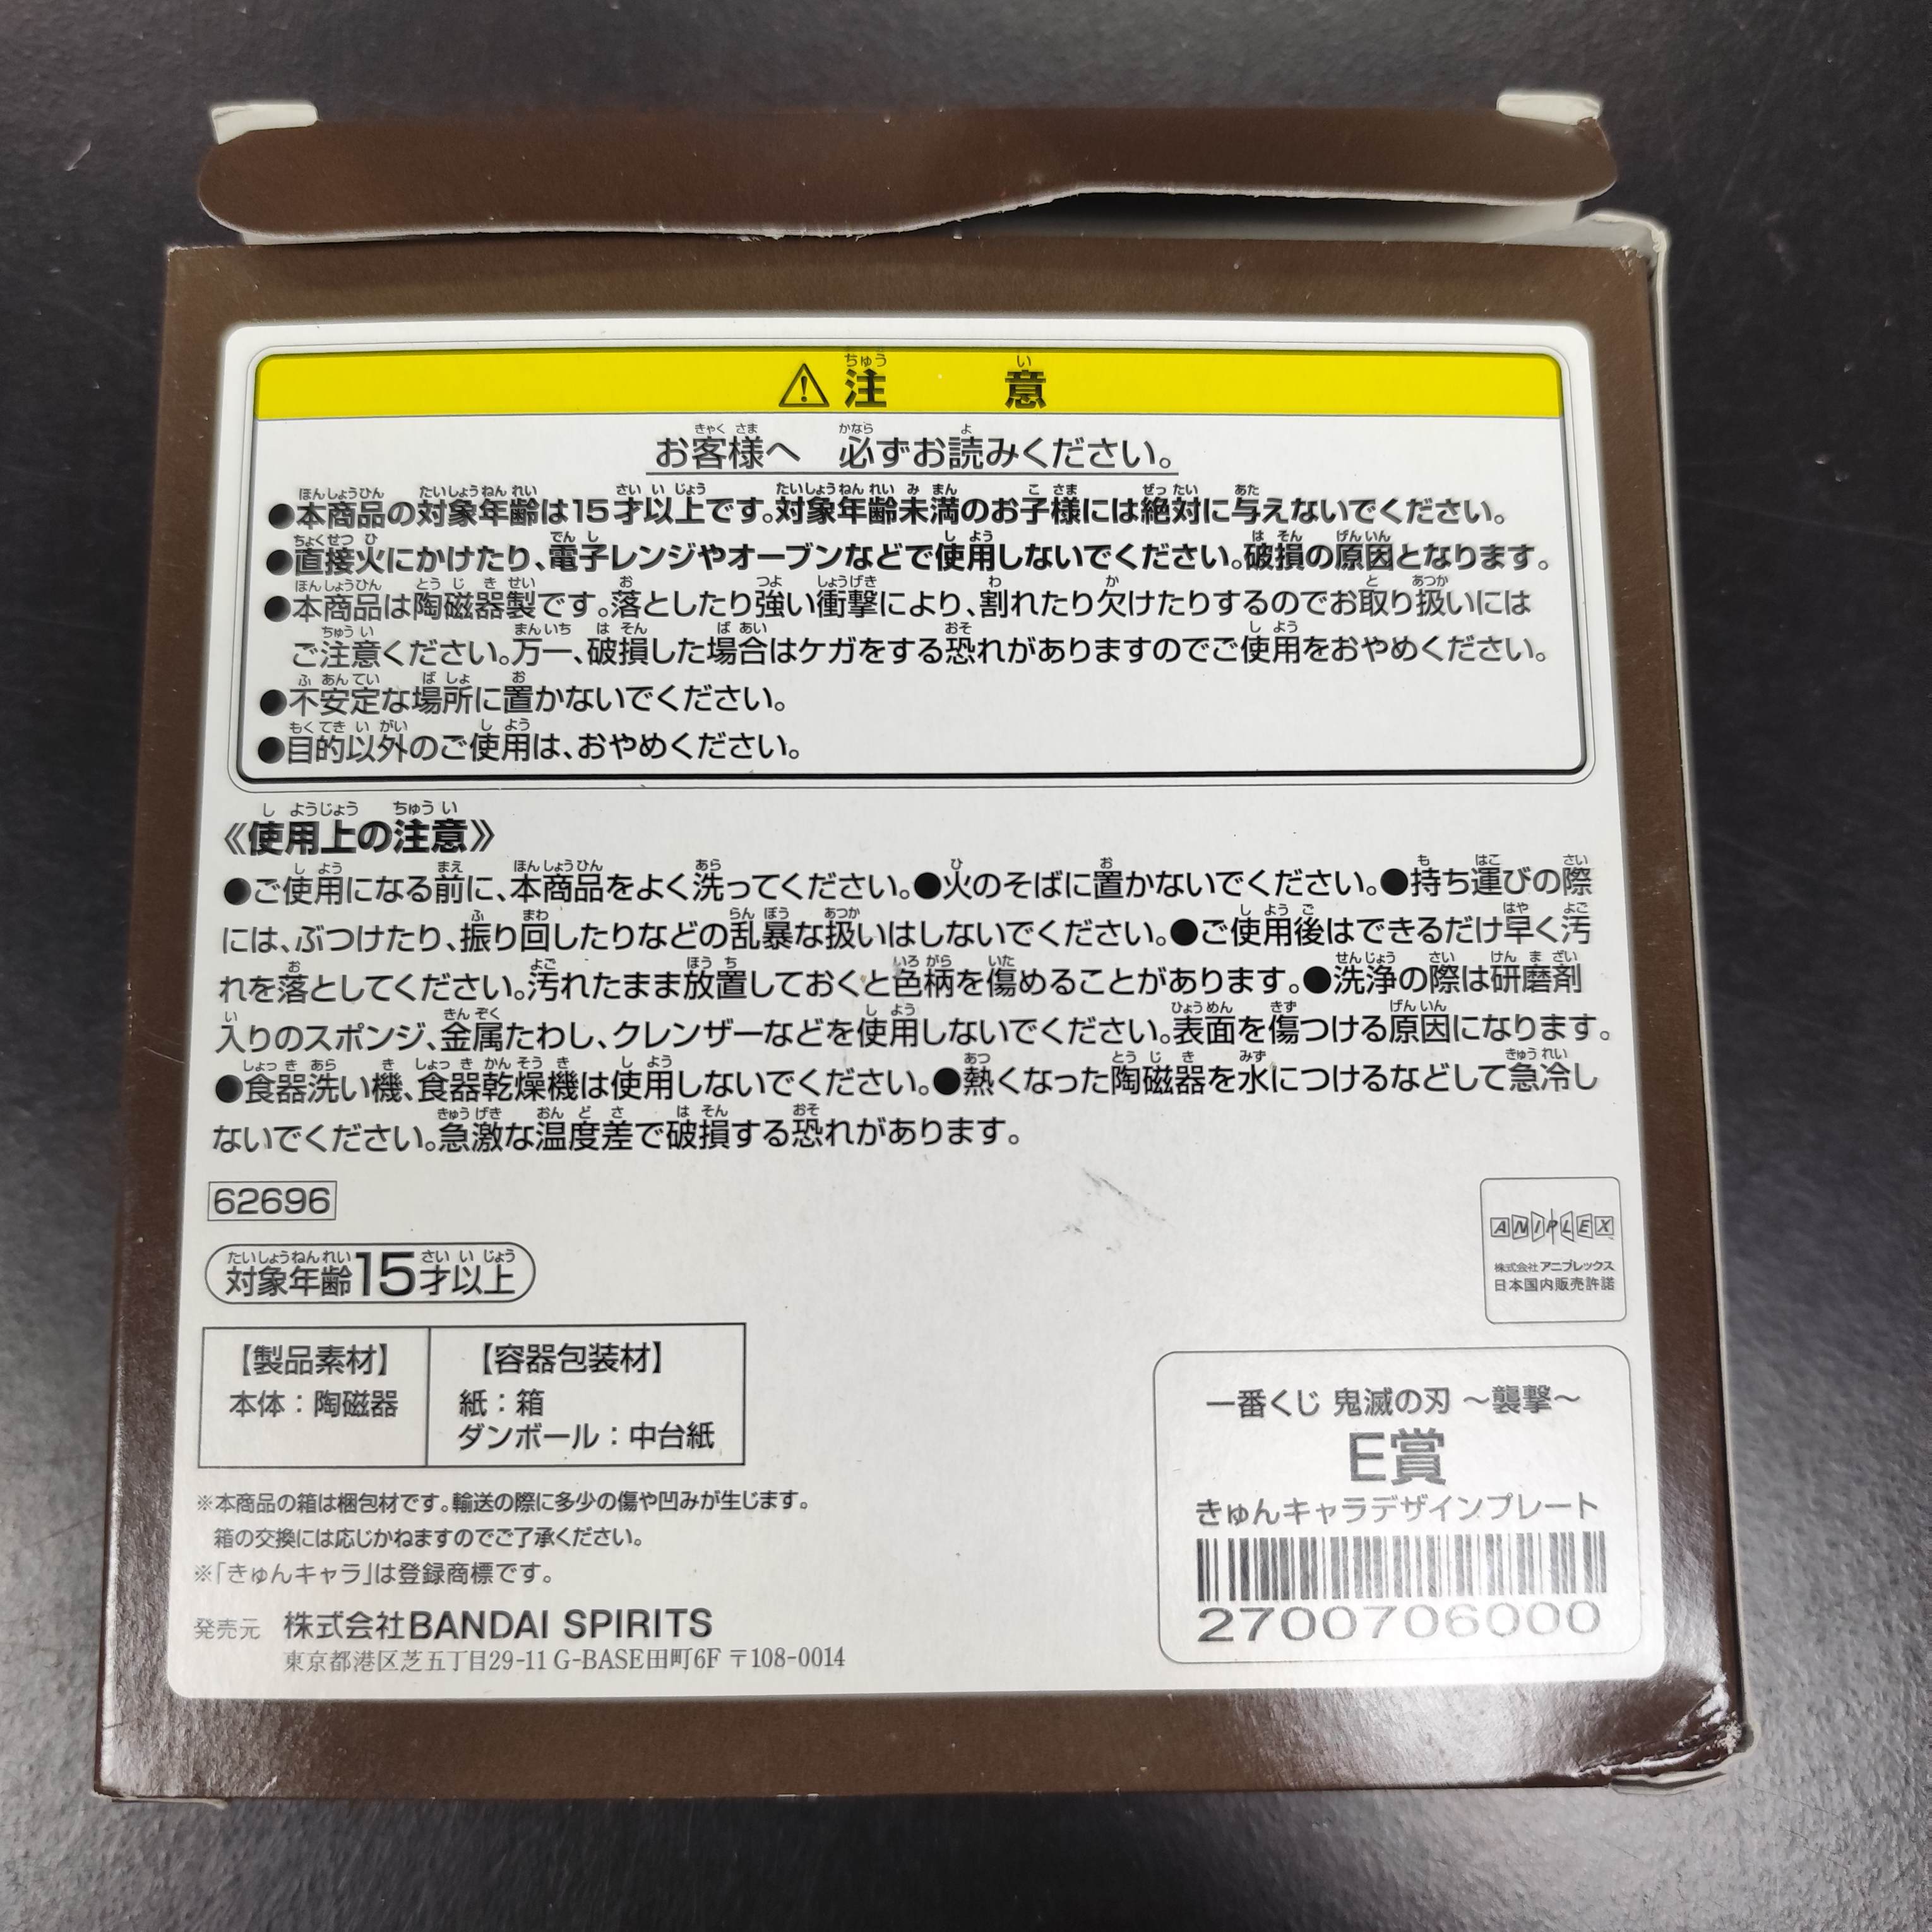 ⚠注意
お客様へ 必ずお読みください。
●本商品の対象年齢は15才以上です。対象年齢未満のお子様には絶対に与えないでください。
●直接火にかけたり、電子レンジやオーブンなどで使用しないでください。破損の原因となります。
●本商品は陶磁器製です。落としたり強い衝撃により、割れたり欠けたりするのでお取り扱いには
ご注意ください。万一、破損した場合はケガをする恐れがありますのでご使用をおやめください。
●不安定な場所に置かないでください。
●目的以外のご使用は、おやめください。
《使用上の注意》
●ご使用になる前に、本商品をよく洗ってください。●火のそばに置かないでください。●持ち運びの際
には、ぶつけたり、振り回したりなどの乱暴な扱いはしないでください。●ご使用後はできるだけ早く汚
れを落としてください。汚れたまま放置しておくと色柄を傷めることがあります。●洗浄の際は研磨剤
入りのスポンジ、金属たわし、クレンザーなどを使用しないでください。表面を傷つける原因になります。
●食器洗い機、食器乾燥機は使用しないでください。●熱くなった陶磁器を水につけるなどして急冷し
ないでください。急激な温度差で破損する恐れがあります。
62696
対象年齢15才以上
【製品素材】
本体：陶磁器
【容器包装材】
紙：箱
ダンボール：中台紙
※本商品の箱は梱包材です。輸送の際に多少の傷や凹みが生じます。
箱の交換には応じかねますのでご了承ください。
※「きゅんキャラ」は登録商標です。
発売元 株式会社BANDAI SPIRITS
東京都港区芝五丁目29-11 G-BASE田町6F 〒108-0014
ANIPLEX
株式会社アニプレックス
日本国内販売許諾
一番くじ 鬼滅の刃 ～襲撃～
E賞
きゅんキャラデザインプレート
2700706000